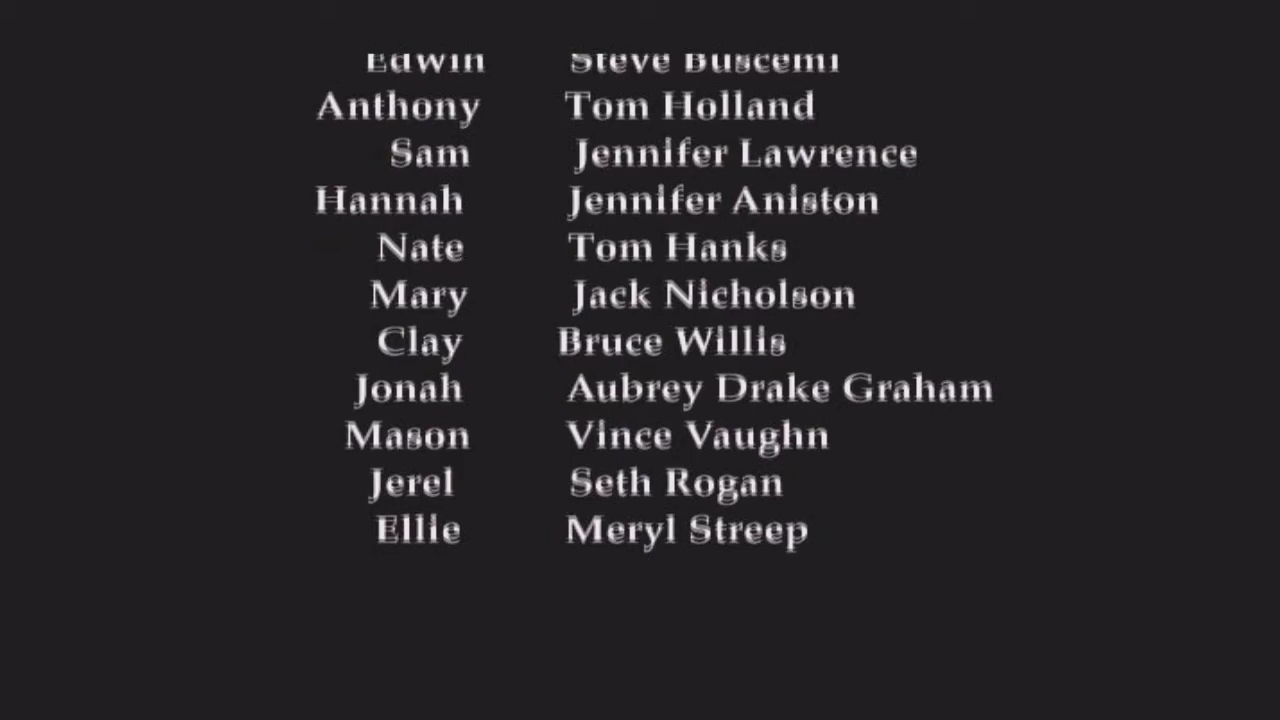 Edwin Steve Buscemi
Anthony Tom Holland
Sam Jennifer Lawrence
Hannah Jennifer Aniston
Nate Tom Hanks
Mary Jack Nicholson
Clay Bruce Willis
Jonah Aubrey Drake Graham
Mason Vince Vaughn
Jerel Seth Rogan
Ellie Meryl Streep